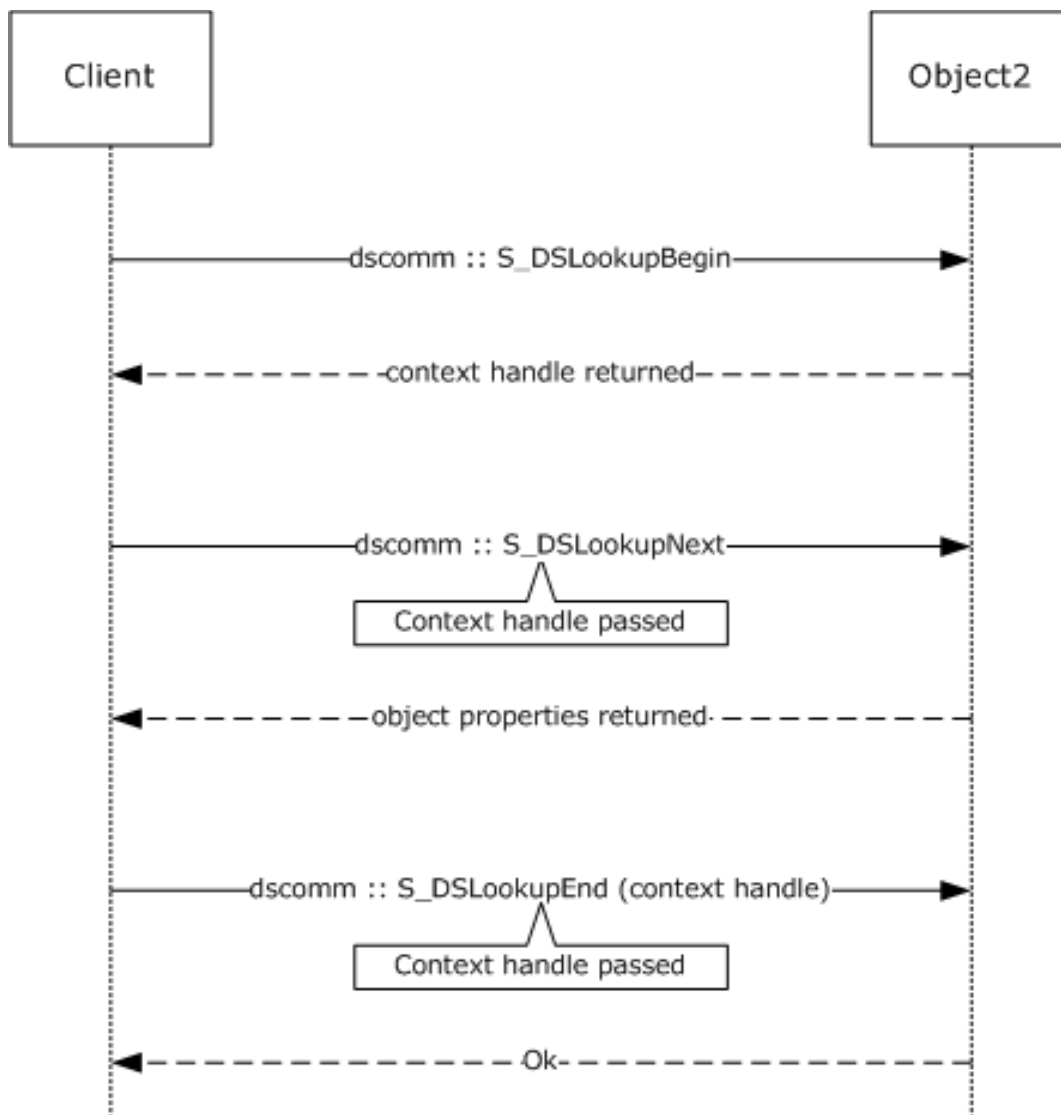 Client
Object2
dscomm :: S_DSLookupBegin
context handle returned
dscomm :: S_DSLookupNext
Context handle passed
object properties returned
dscomm :: S_DSLookupEnd (context handle)
Context handle passed
Ok